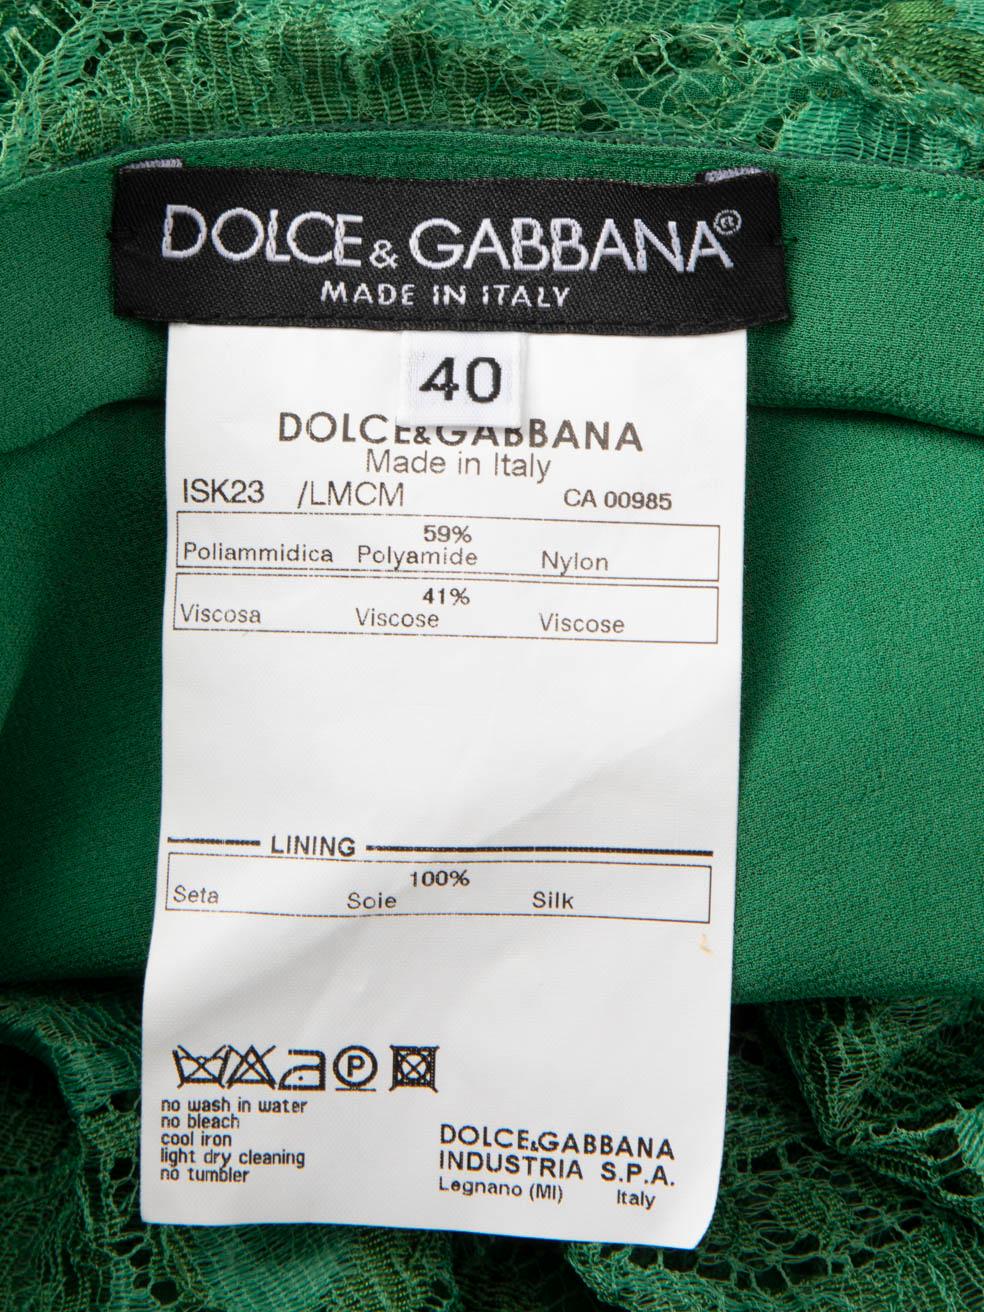 DOLCE & GABBANA®
MADE IN ITALY
40
DOLCE&GABBANA
Made in Italy
ISK23 /LMCM CA 00985
59%
Poliammidica Polyamide Nylon
41%
Viscosa Viscose Viscose
LINING
100%
Seta Soie Silk
P
no wash in water
no bleach
cool iron
light dry cleaning
no tumbler
DOLCE&GABBANA
INDUSTRIA S.P.A.
Legnano (MI) Italy